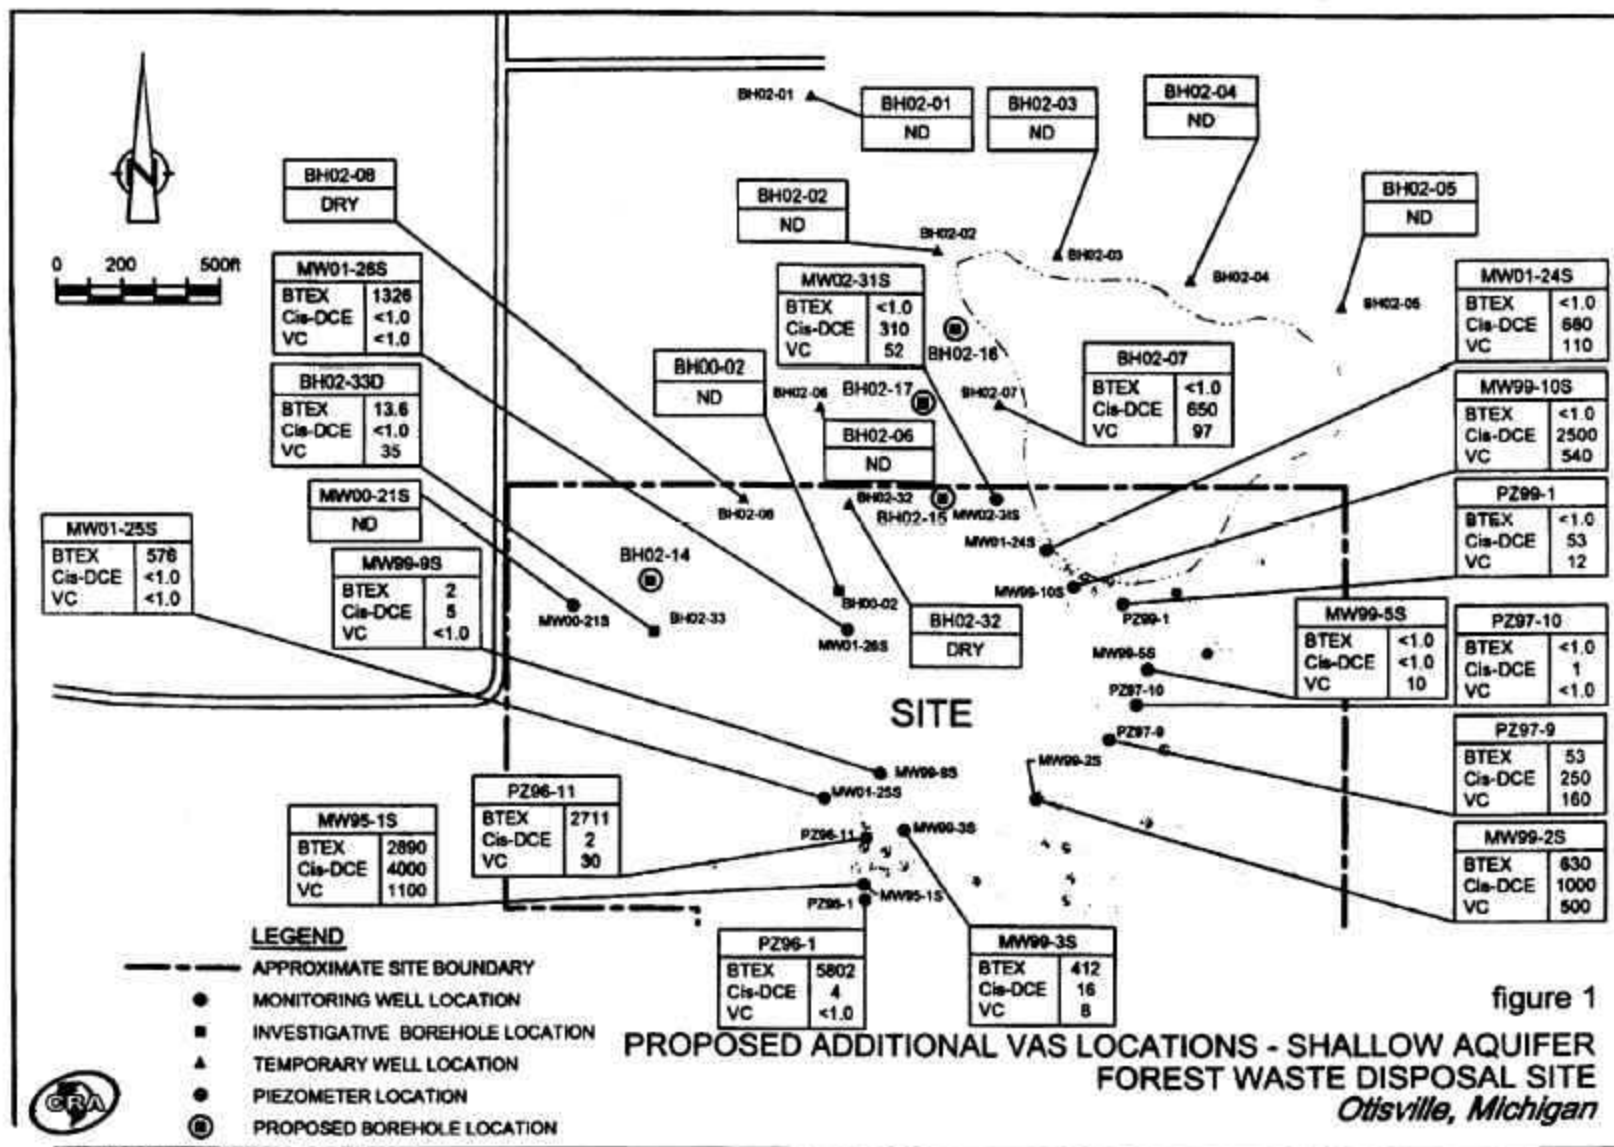 BH02-01
BH02-01
ND
BH02-03
ND
BH02-04
ND
BH02-05
ND
BH02-08
DRY
BH02-02
ND
BH02-02
BH02-03
BH02-04
BH02-05
N
0 200 500ft
MW01-26S
BTEX 1326
Cis-DCE <1.0
VC <1.0
MW02-31S
BTEX <1.0
Cis-DCE 310
VC 52
BH02-16
MW01-24S
BTEX <1.0
Cis-DCE 680
VC 110
BH00-02
ND
BH02-06
BH02-17
BH02-07
BH02-07
BTEX <1.0
Cis-DCE 650
VC 97
BH02-33D
BTEX 13.6
Cis-DCE <1.0
VC 35
MW99-10S
BTEX <1.0
Cis-DCE 2500
VC 540
BH02-06
ND
MW00-21S
ND
BH02-08
BH02-32
BH02-15
MW02-31S
PZ99-1
BTEX <1.0
Cis-DCE 53
VC 12
MW01-25S
BTEX 576
Cis-DCE <1.0
VC <1.0
MW99-9S
BTEX 2
Cis-DCE 5
VC <1.0
BH02-14
MW01-24S
MW99-10S
MW00-21S
BH02-33
BH00-02
MW01-26S
BH02-32
DRY
PZ99-1
MW99-5S
BTEX <1.0
Cis-DCE <1.0
VC 10
PZ97-10
BTEX <1.0
Cis-DCE 1
VC <1.0
MW99-5S
PZ97-10
SITE
PZ97-9
PZ97-9
BTEX 53
Cis-DCE 250
VC 160
MW99-9S
MW99-2S
MW01-25S
PZ96-11
BTEX 2711
Cis-DCE 2
VC 30
MW95-1S
BTEX 2890
Cis-DCE 4000
VC 1100
PZ96-11
MW99-3S
MW99-2S
BTEX 630
Cis-DCE 1000
VC 500
MW95-1S
PZ96-1
PZ96-1
BTEX 5802
Cis-DCE 4
VC <1.0
MW99-3S
BTEX 412
Cis-DCE 16
VC 8
LEGEND
APPROXIMATE SITE BOUNDARY
MONITORING WELL LOCATION
INVESTIGATIVE BOREHOLE LOCATION
TEMPORARY WELL LOCATION
PIEZOMETER LOCATION
PROPOSED BOREHOLE LOCATION
CRA
figure 1
PROPOSED ADDITIONAL VAS LOCATIONS - SHALLOW AQUIFER
FOREST WASTE DISPOSAL SITE
Otisville, Michigan